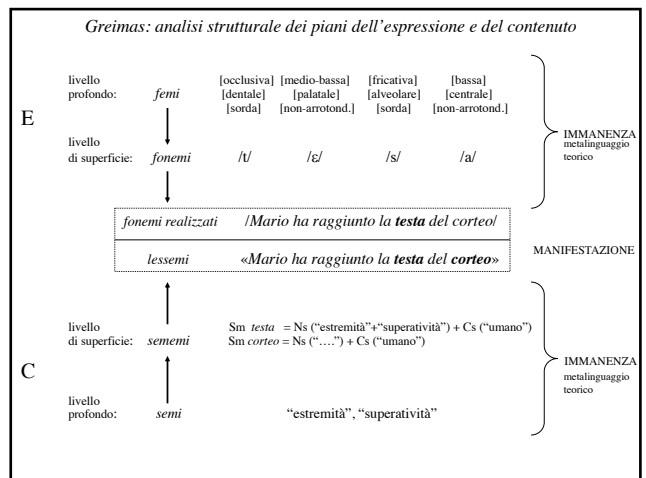 Greimas: analisi strutturale dei piani dell'espressione e del contenuto
livello
profondo: femi [occlusiva] [medio-bassa] [fricativa] [bassa]
[dentale] [palatale] [alveolare] [centrale]
[sorda] [non-arrotond.] [sorda] [non-arrotond.]
E
IMMANENZA
metalinguaggio
teorico
livello
di superficie: fonemi /t/ /ɛ/ /s/ /a/
fonemi realizzati /Mario ha raggiunto la testa del corteo/
MANIFESTAZIONE
lessemi «Mario ha raggiunto la testa del corteo»
livello
di superficie: sememi Sm testa = Ns (“estremità”+“superatività”) + Cs (“umano”)
Sm corteo = Ns (“….”) + Cs (“umano”)
C
IMMANENZA
metalinguaggio
teorico
livello
profondo: semi “estremità”, “superatività”